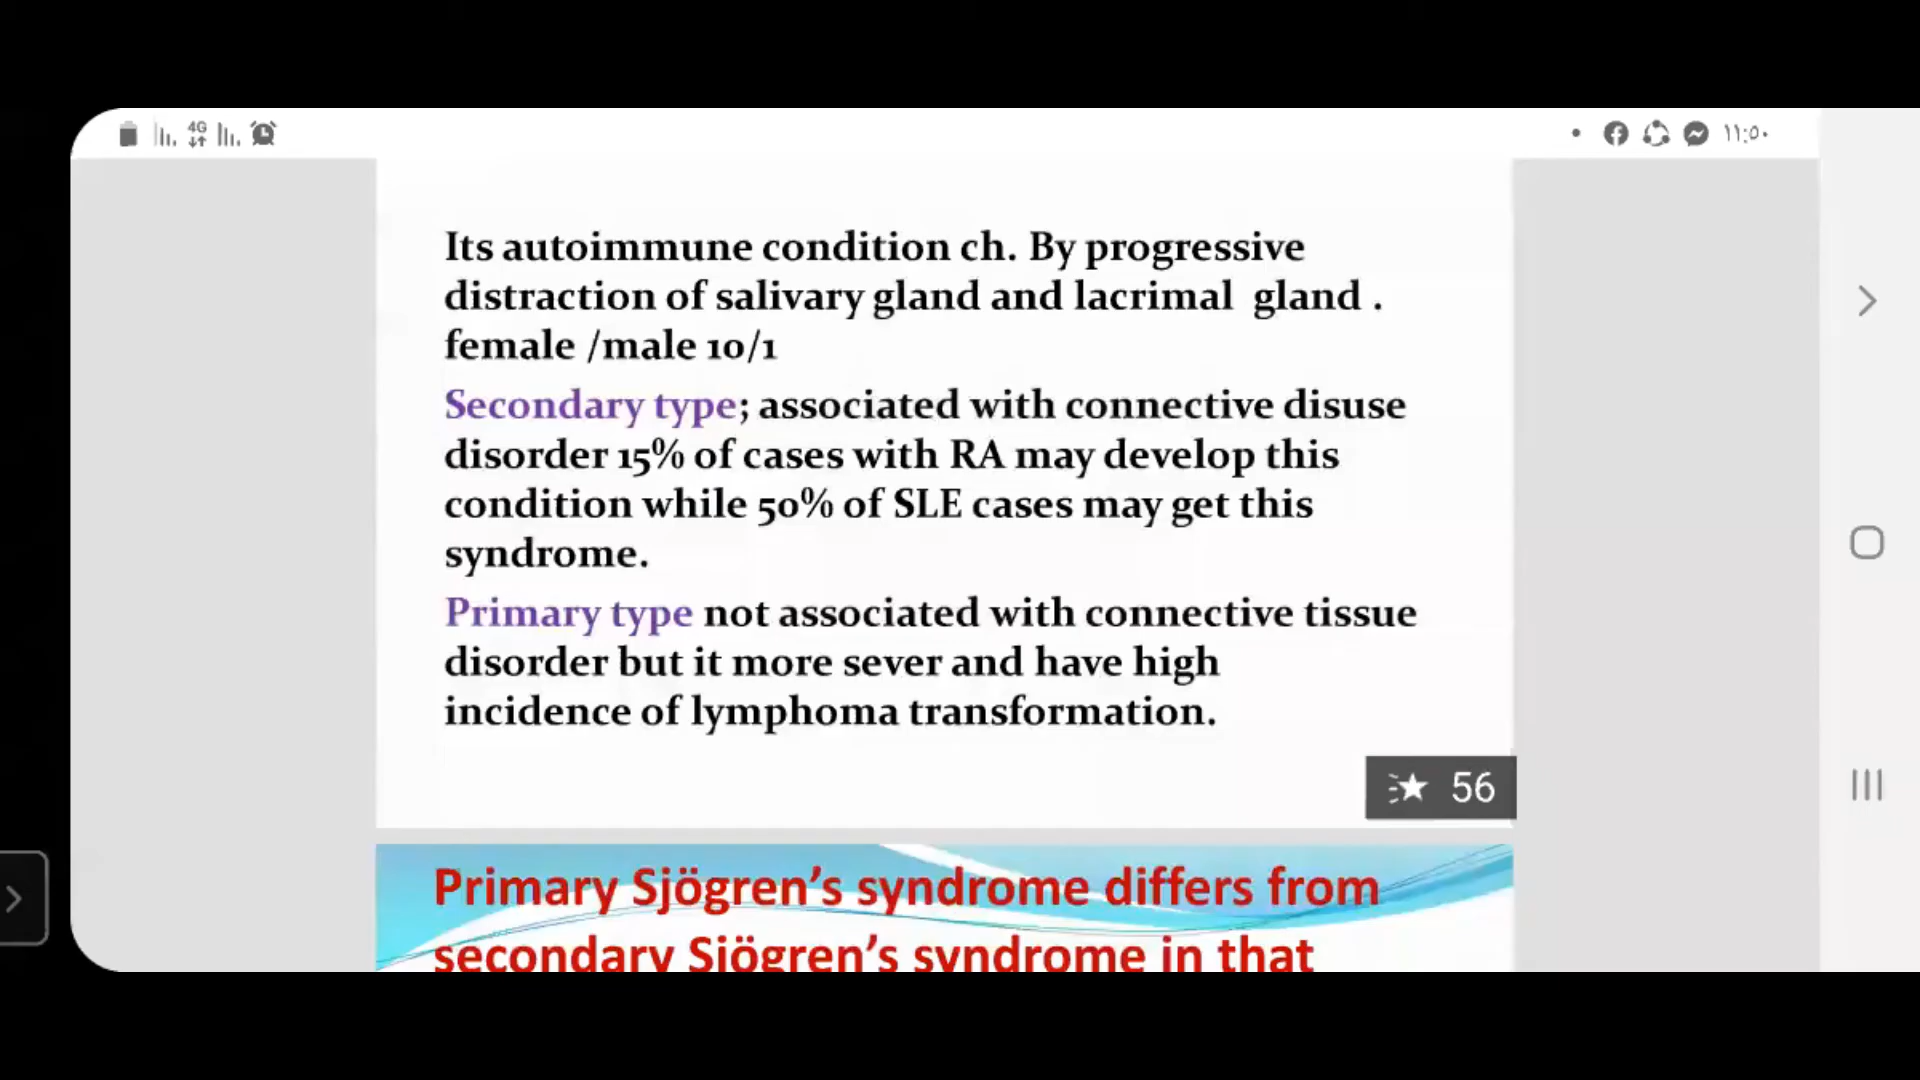 4G
١١:٥٠
Its autoimmune condition ch. By progressive
distraction of salivary gland and lacrimal gland .
female /male 10/1
Secondary type; associated with connective disuse
disorder 15% of cases with RA may develop this
condition while 50% of SLE cases may get this
syndrome.
Primary type not associated with connective tissue
disorder but it more sever and have high
incidence of lymphoma transformation.
56
Primary Sjögren’s syndrome differs from
secondary Sjögren’s syndrome in that